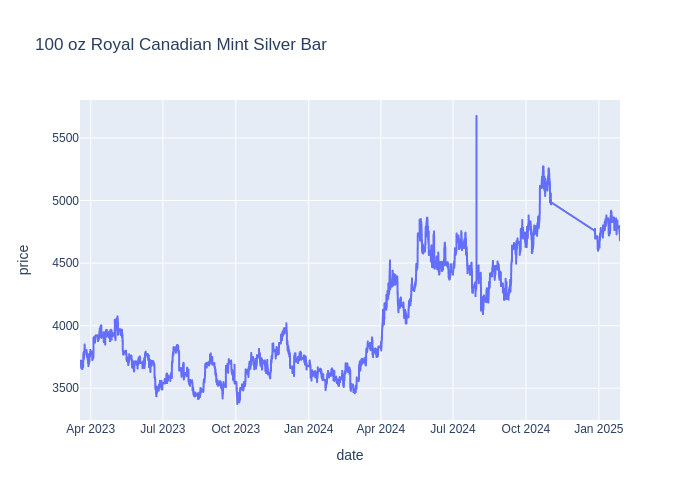 100 oz Royal Canadian Mint Silver Bar
5500
5000
4500
4000
3500
price
Apr 2023 Jul 2023 Oct 2023 Jan 2024 Apr 2024 Jul 2024 Oct 2024 Jan 2025
date